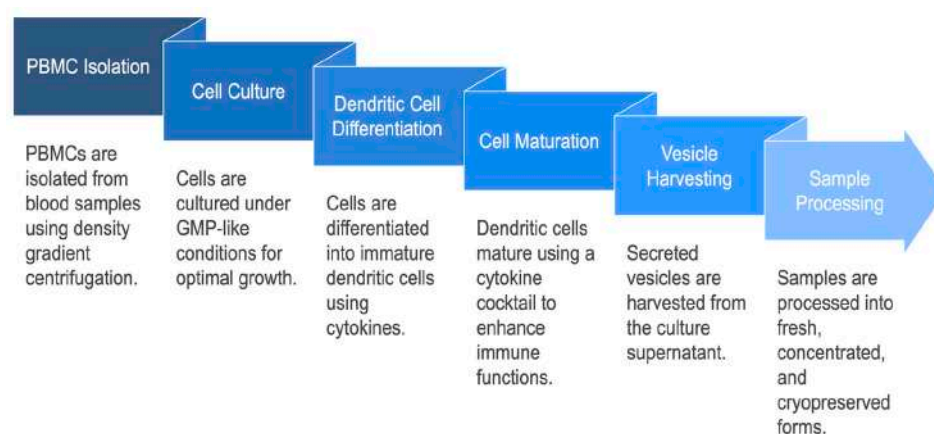 PBMC Isolation
PBMCs are
isolated from
blood samples
using density
gradient
centrifugation.
Cell Culture
Cells are
cultured under
GMP-like
conditions for
optimal growth.
Dendritic Cell
Differentiation
Cells are
differentiated
into immature
dendritic cells
using
cytokines.
Cell Maturation
Dendritic cells
mature using a
cytokine
cocktail to
enhance
immune
functions.
Vesicle
Harvesting
Secreted
vesicles are
harvested from
the culture
supernatant.
Sample
Processing
Samples are
processed into
fresh,
concentrated,
and
cryopreserved
forms.